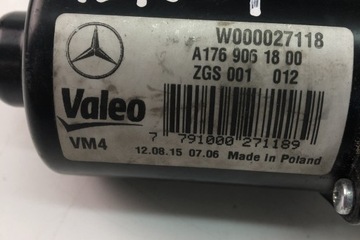 W000027118
A176 906 18 00
ZGS 001 012
Valeo
VM4
7 791000 271189
12.08.15 07.06 Made in Poland